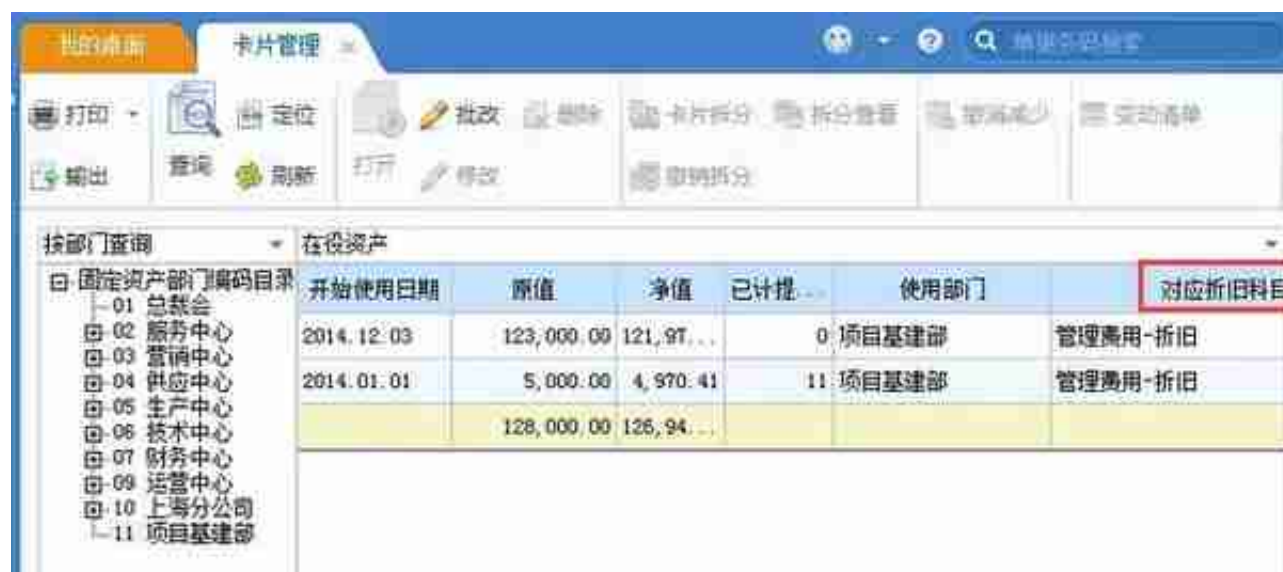 我的桌面 卡片管理
打印 定位 批改 删除 卡片拆分 拆分查看 撤消减少 变动清单
输出 查询 刷新 打开 修改 撤销拆分
按部门查询 在役资产
固定资产部门编码目录 开始使用日期 原值 净值 已计提... 使用部门 对应折旧科目
01 总裁会
02 服务中心 2014.12.03 123,000.00 121,97... 0 项目基建部 管理费用-折旧
03 营销中心
04 供应中心 2014.01.01 5,000.00 4,970.41 11 项目基建部 管理费用-折旧
05 生产中心
06 技术中心 128,000.00 126,94...
07 财务中心
09 运营中心
10 上海分公司
11 项目基建部